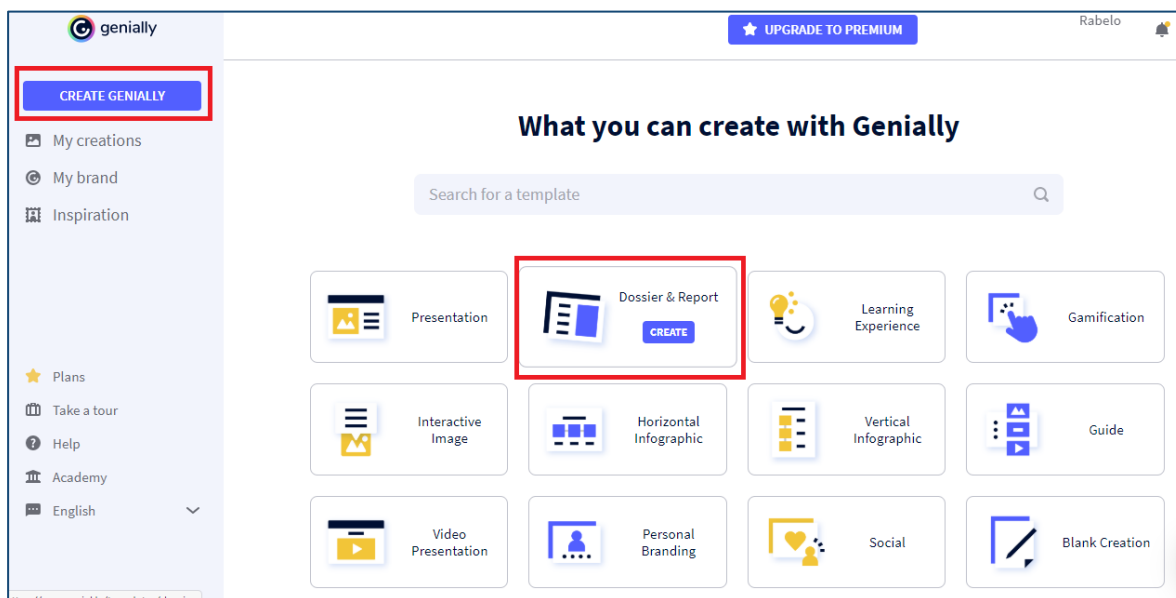 genially
UPGRADE TO PREMIUM
Rabelo
CREATE GENIALLY
My creations
My brand
Inspiration
Plans
Take a tour
Help
Academy
English
What you can create with Genially
Search for a template
Presentation
Dossier & Report
CREATE
Learning
Experience
Gamification
Interactive
Image
Horizontal
Infographic
Vertical
Infographic
Guide
Video
Presentation
Personal
Branding
Social
Blank Creation